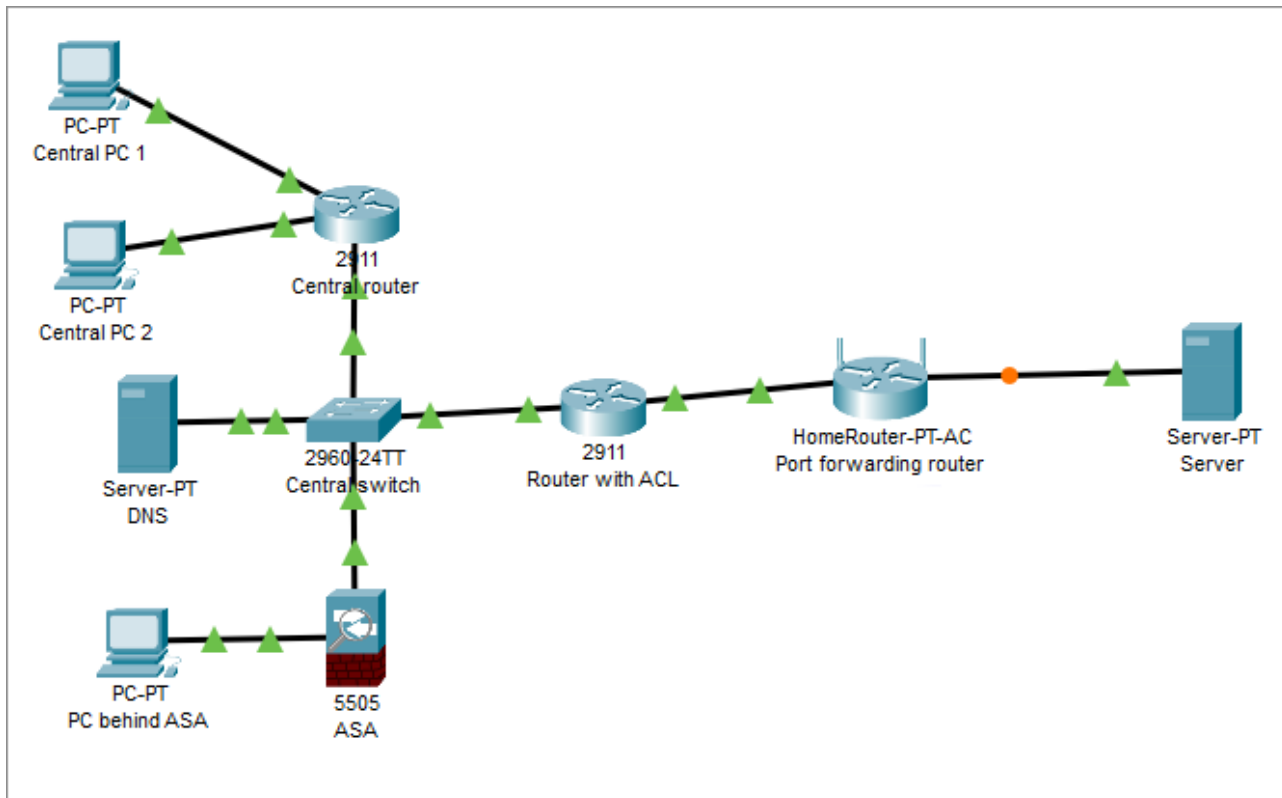 PC-PT
Central PC 1
2911
Central router
PC-PT
Central PC 2
Server-PT
DNS
2960-24TT
Central switch
2911
Router with ACL
HomeRouter-PT-AC
Port forwarding router
Server-PT
Server
PC-PT
PC behind ASA
5505
ASA